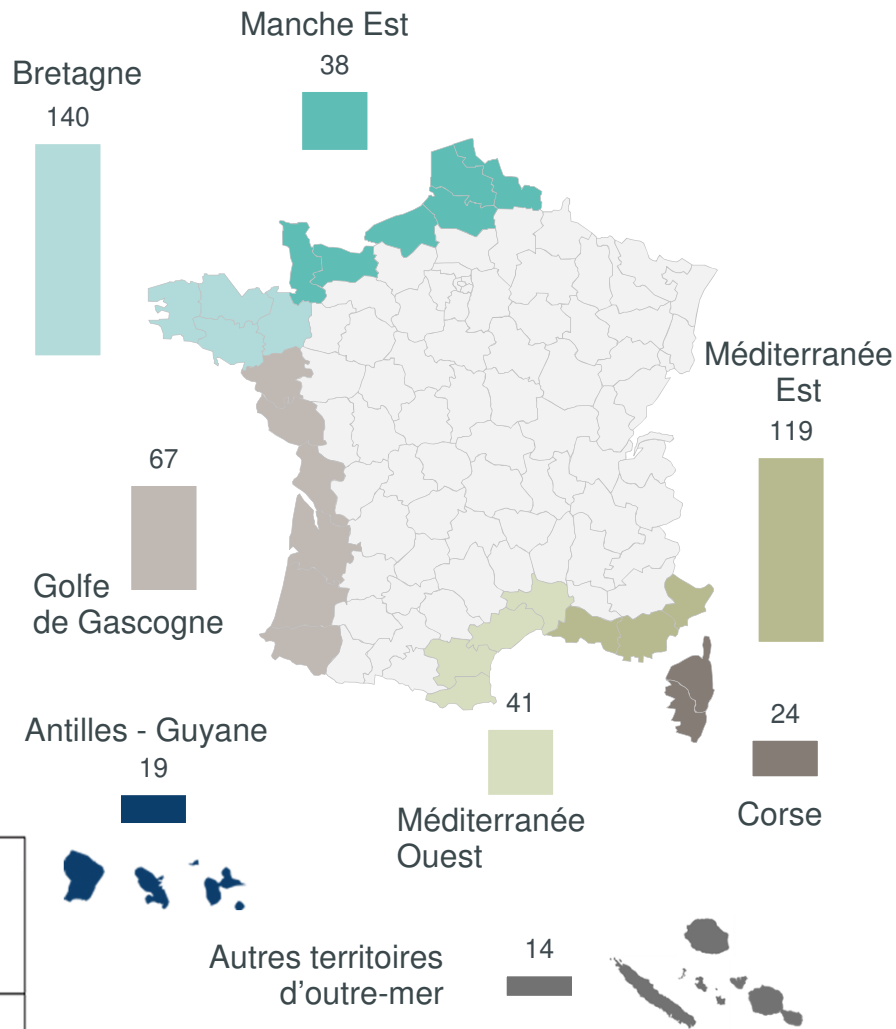 Manche Est
38
Bretagne
140
Méditerranée
Est
119
67
Golfe
de Gascogne
41
Méditerranée
Ouest
24
Corse
Antilles - Guyane
19
Autres territoires
d'outre-mer
14